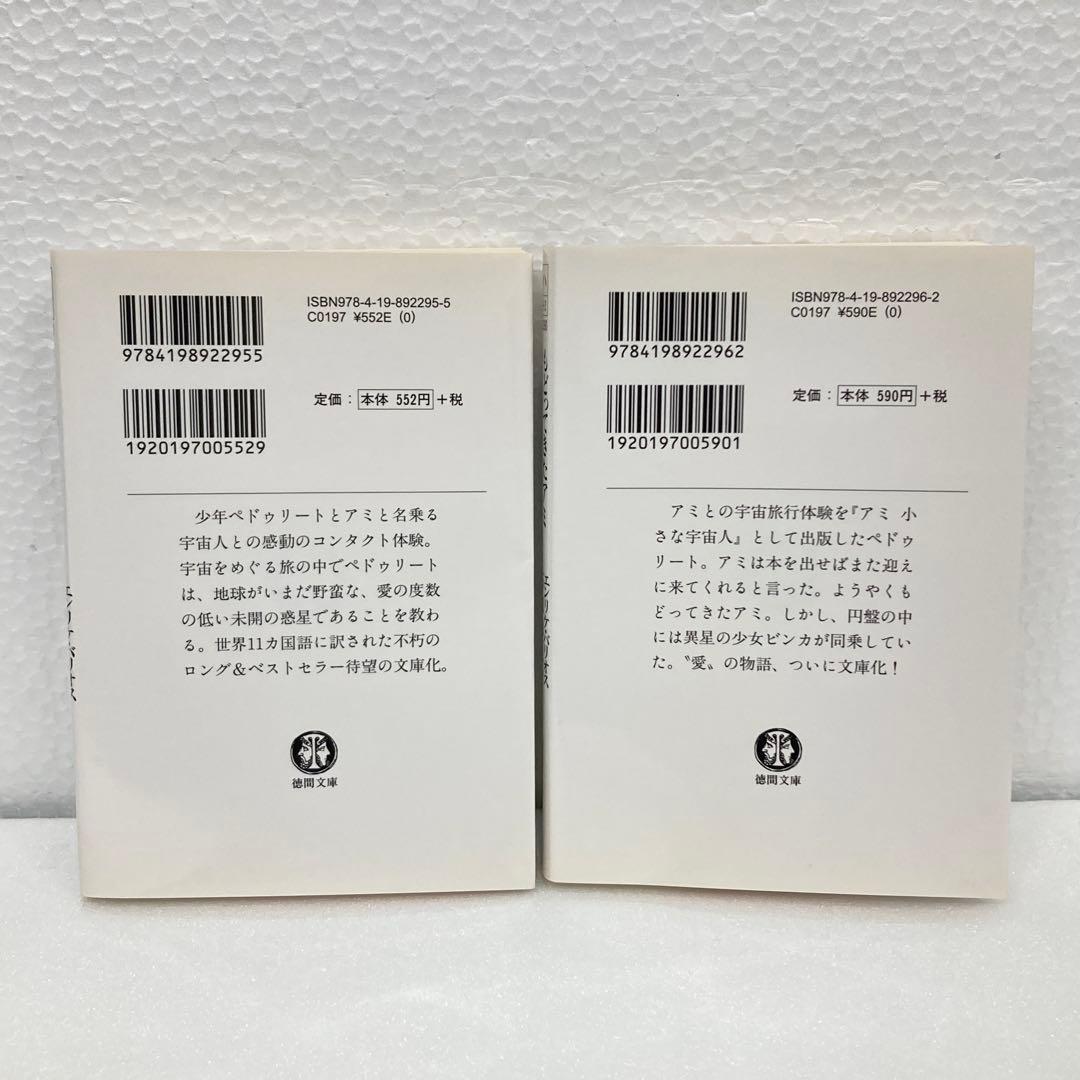 ISBN978-4-19-892295-5
C0197 ¥552E (0)
9784198922955
定価：本体 552円＋税
1920197005529
少年ペドゥリートとアミと名乗る
宇宙人との感動のコンタクト体験。
宇宙をめぐる旅の中でペドゥリート
は、地球がいまだ野蛮な、愛の度数
の低い未開の惑星であることを教わ
る。世界11カ国語に訳された不朽の
ロング＆ベストセラー待望の文庫化。
徳間文庫
ISBN978-4-19-892296-2
C0197 ¥590E (0)
9784198922962
定価：本体 590円＋税
1920197005901
アミとの宇宙旅行体験を『アミ 小
さな宇宙人』として出版したペドゥ
リート。アミは本を出せばまた迎え
に来てくれると言った。ようやくも
どってきたアミ。しかし、円盤の中
には異星の少女ビンカが同乗してい
た。〝愛〟の物語、ついに文庫化！
徳間文庫